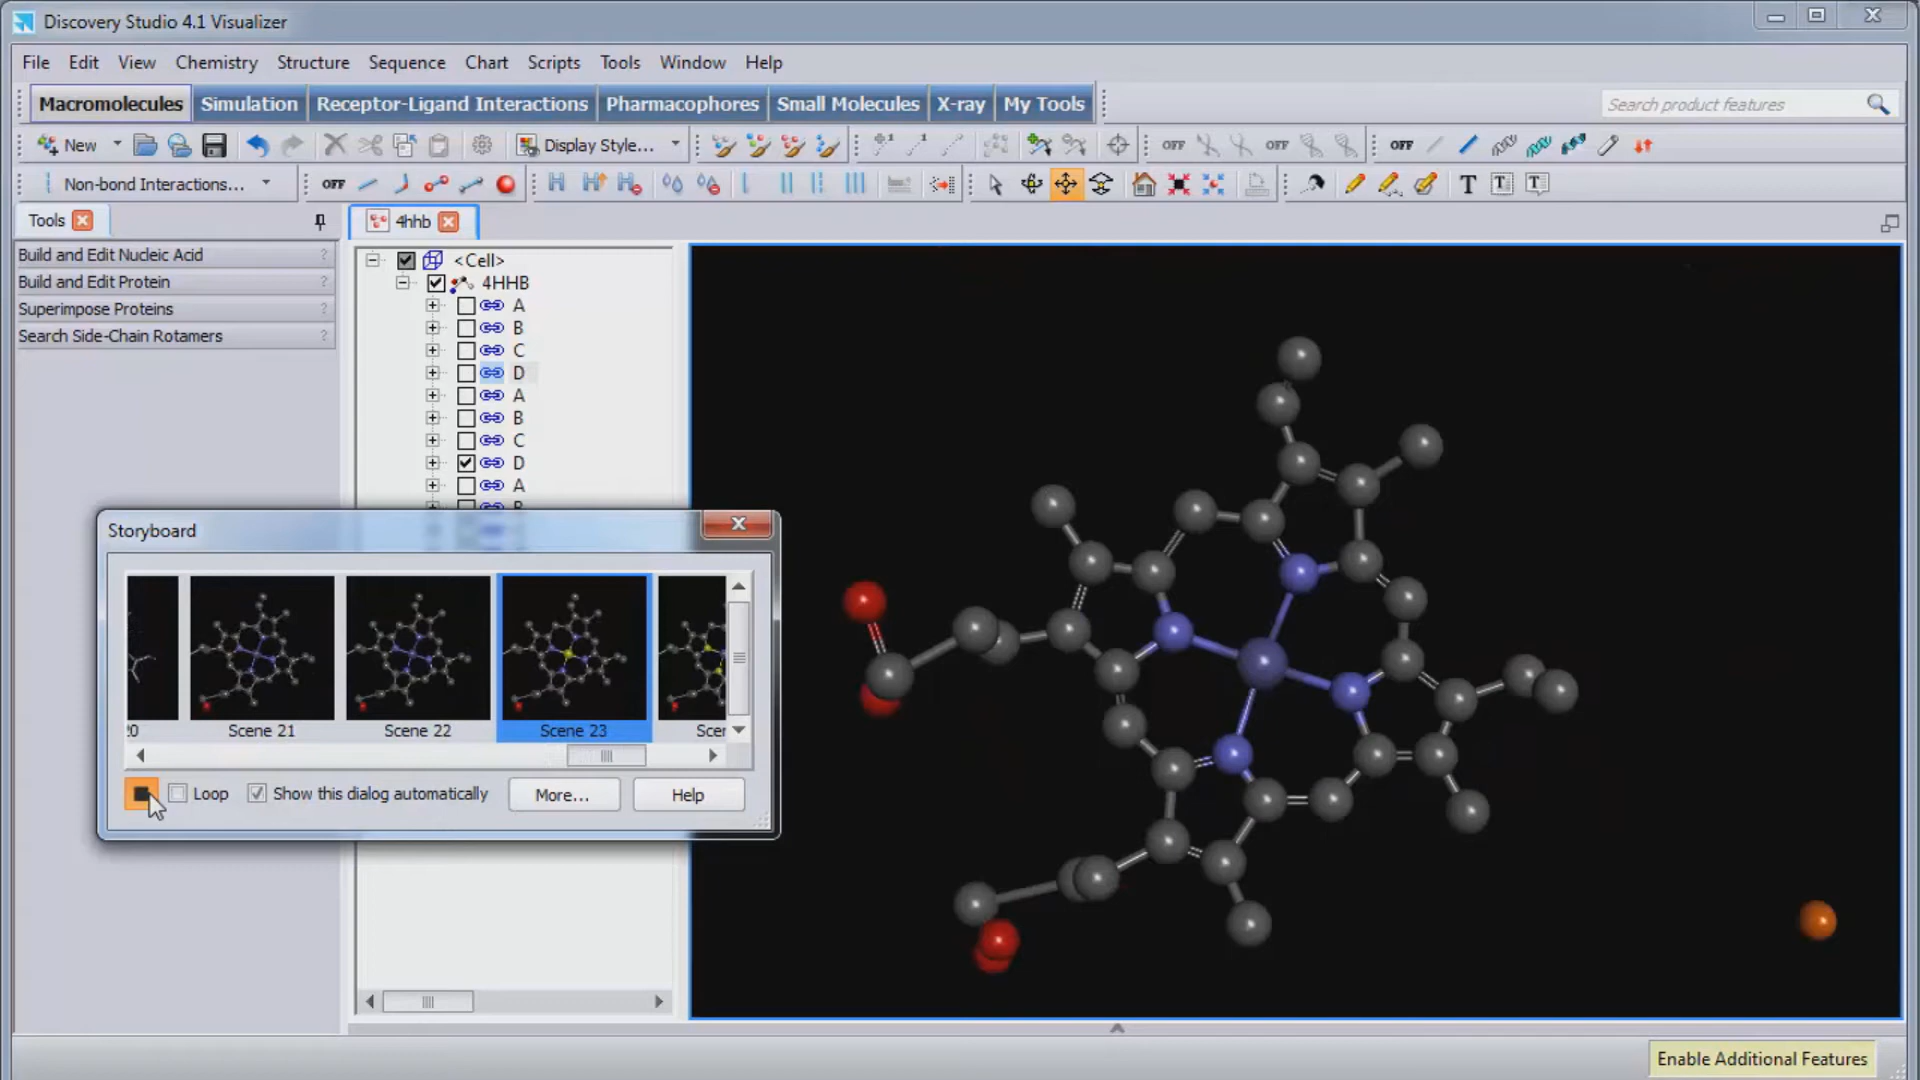 Discovery Studio 4.1 Visualizer
File Edit View Chemistry Structure Sequence Chart Scripts Tools Window Help
Macromolecules Simulation Receptor-Ligand Interactions Pharmacophores Small Molecules X-ray My Tools Search product features
New Display Style... OFF OFF OFF
Non-bond Interactions... OFF
Tools
4hhb
Build and Edit Nucleic Acid ?
Build and Edit Protein ?
Superimpose Proteins ?
Search Side-Chain Rotamers ?
<Cell>
4HHB
A
B
C
D
A
B
C
D
A
Storyboard
Scene 21
Scene 22
Scene 23
Loop Show this dialog automatically More... Help
Enable Additional Features